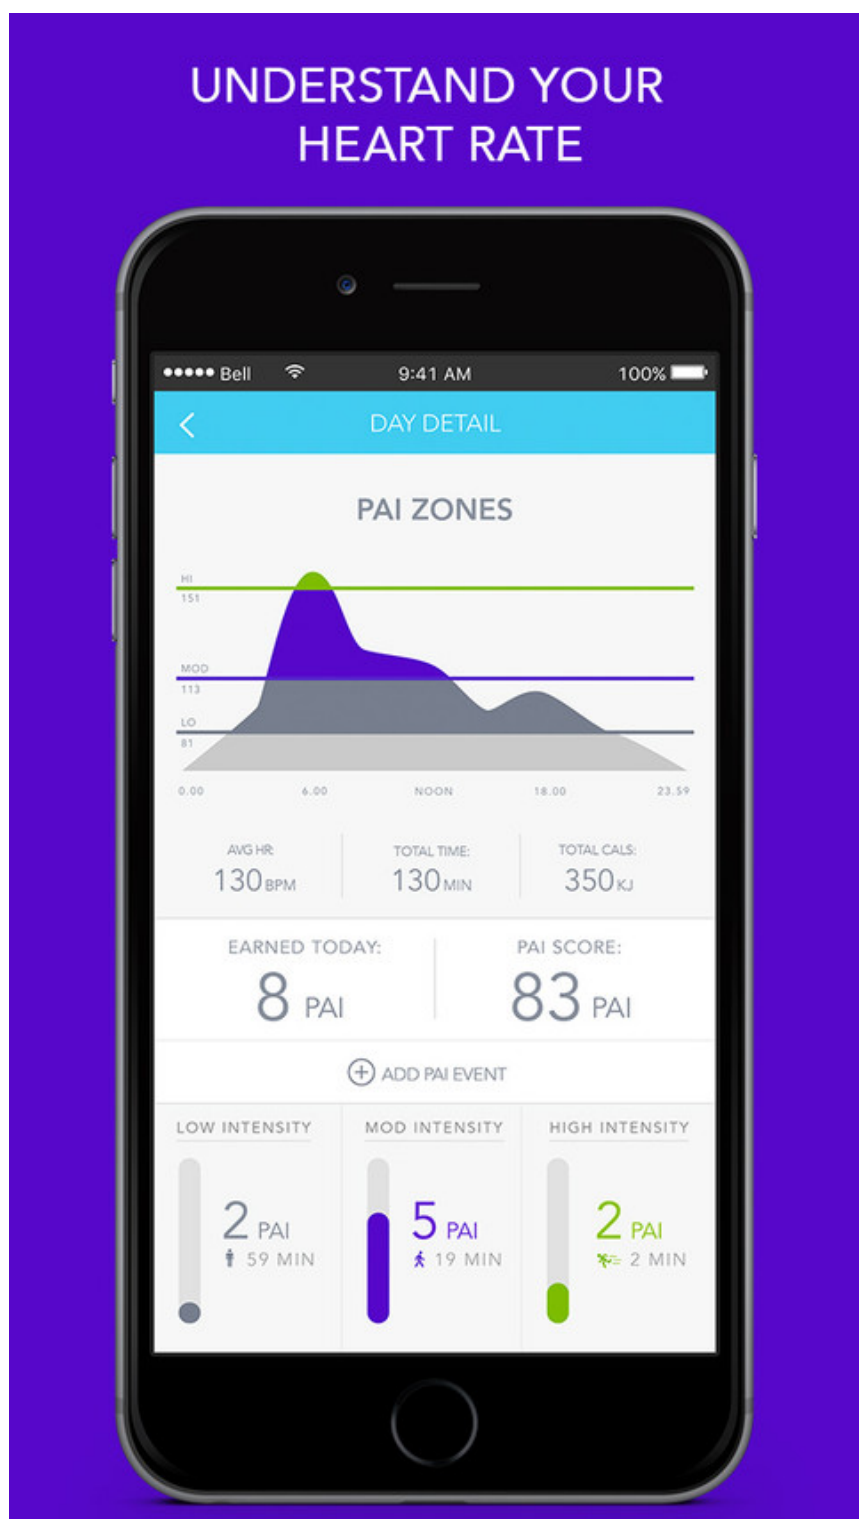 UNDERSTAND YOUR
HEART RATE
Bell 9:41 AM 100%
DAY DETAIL
PAI ZONES
HI
151
MOD
113
LO
81
0.00 6.00 NOON 18.00 23.59
AVG HR: TOTAL TIME: TOTAL CALS:
130 BPM 130 MIN 350 KJ
EARNED TODAY: PAI SCORE:
8 PAI 83 PAI
ADD PAI EVENT
LOW INTENSITY MOD INTENSITY HIGH INTENSITY
2 PAI 5 PAI 2 PAI
59 MIN 19 MIN 2 MIN